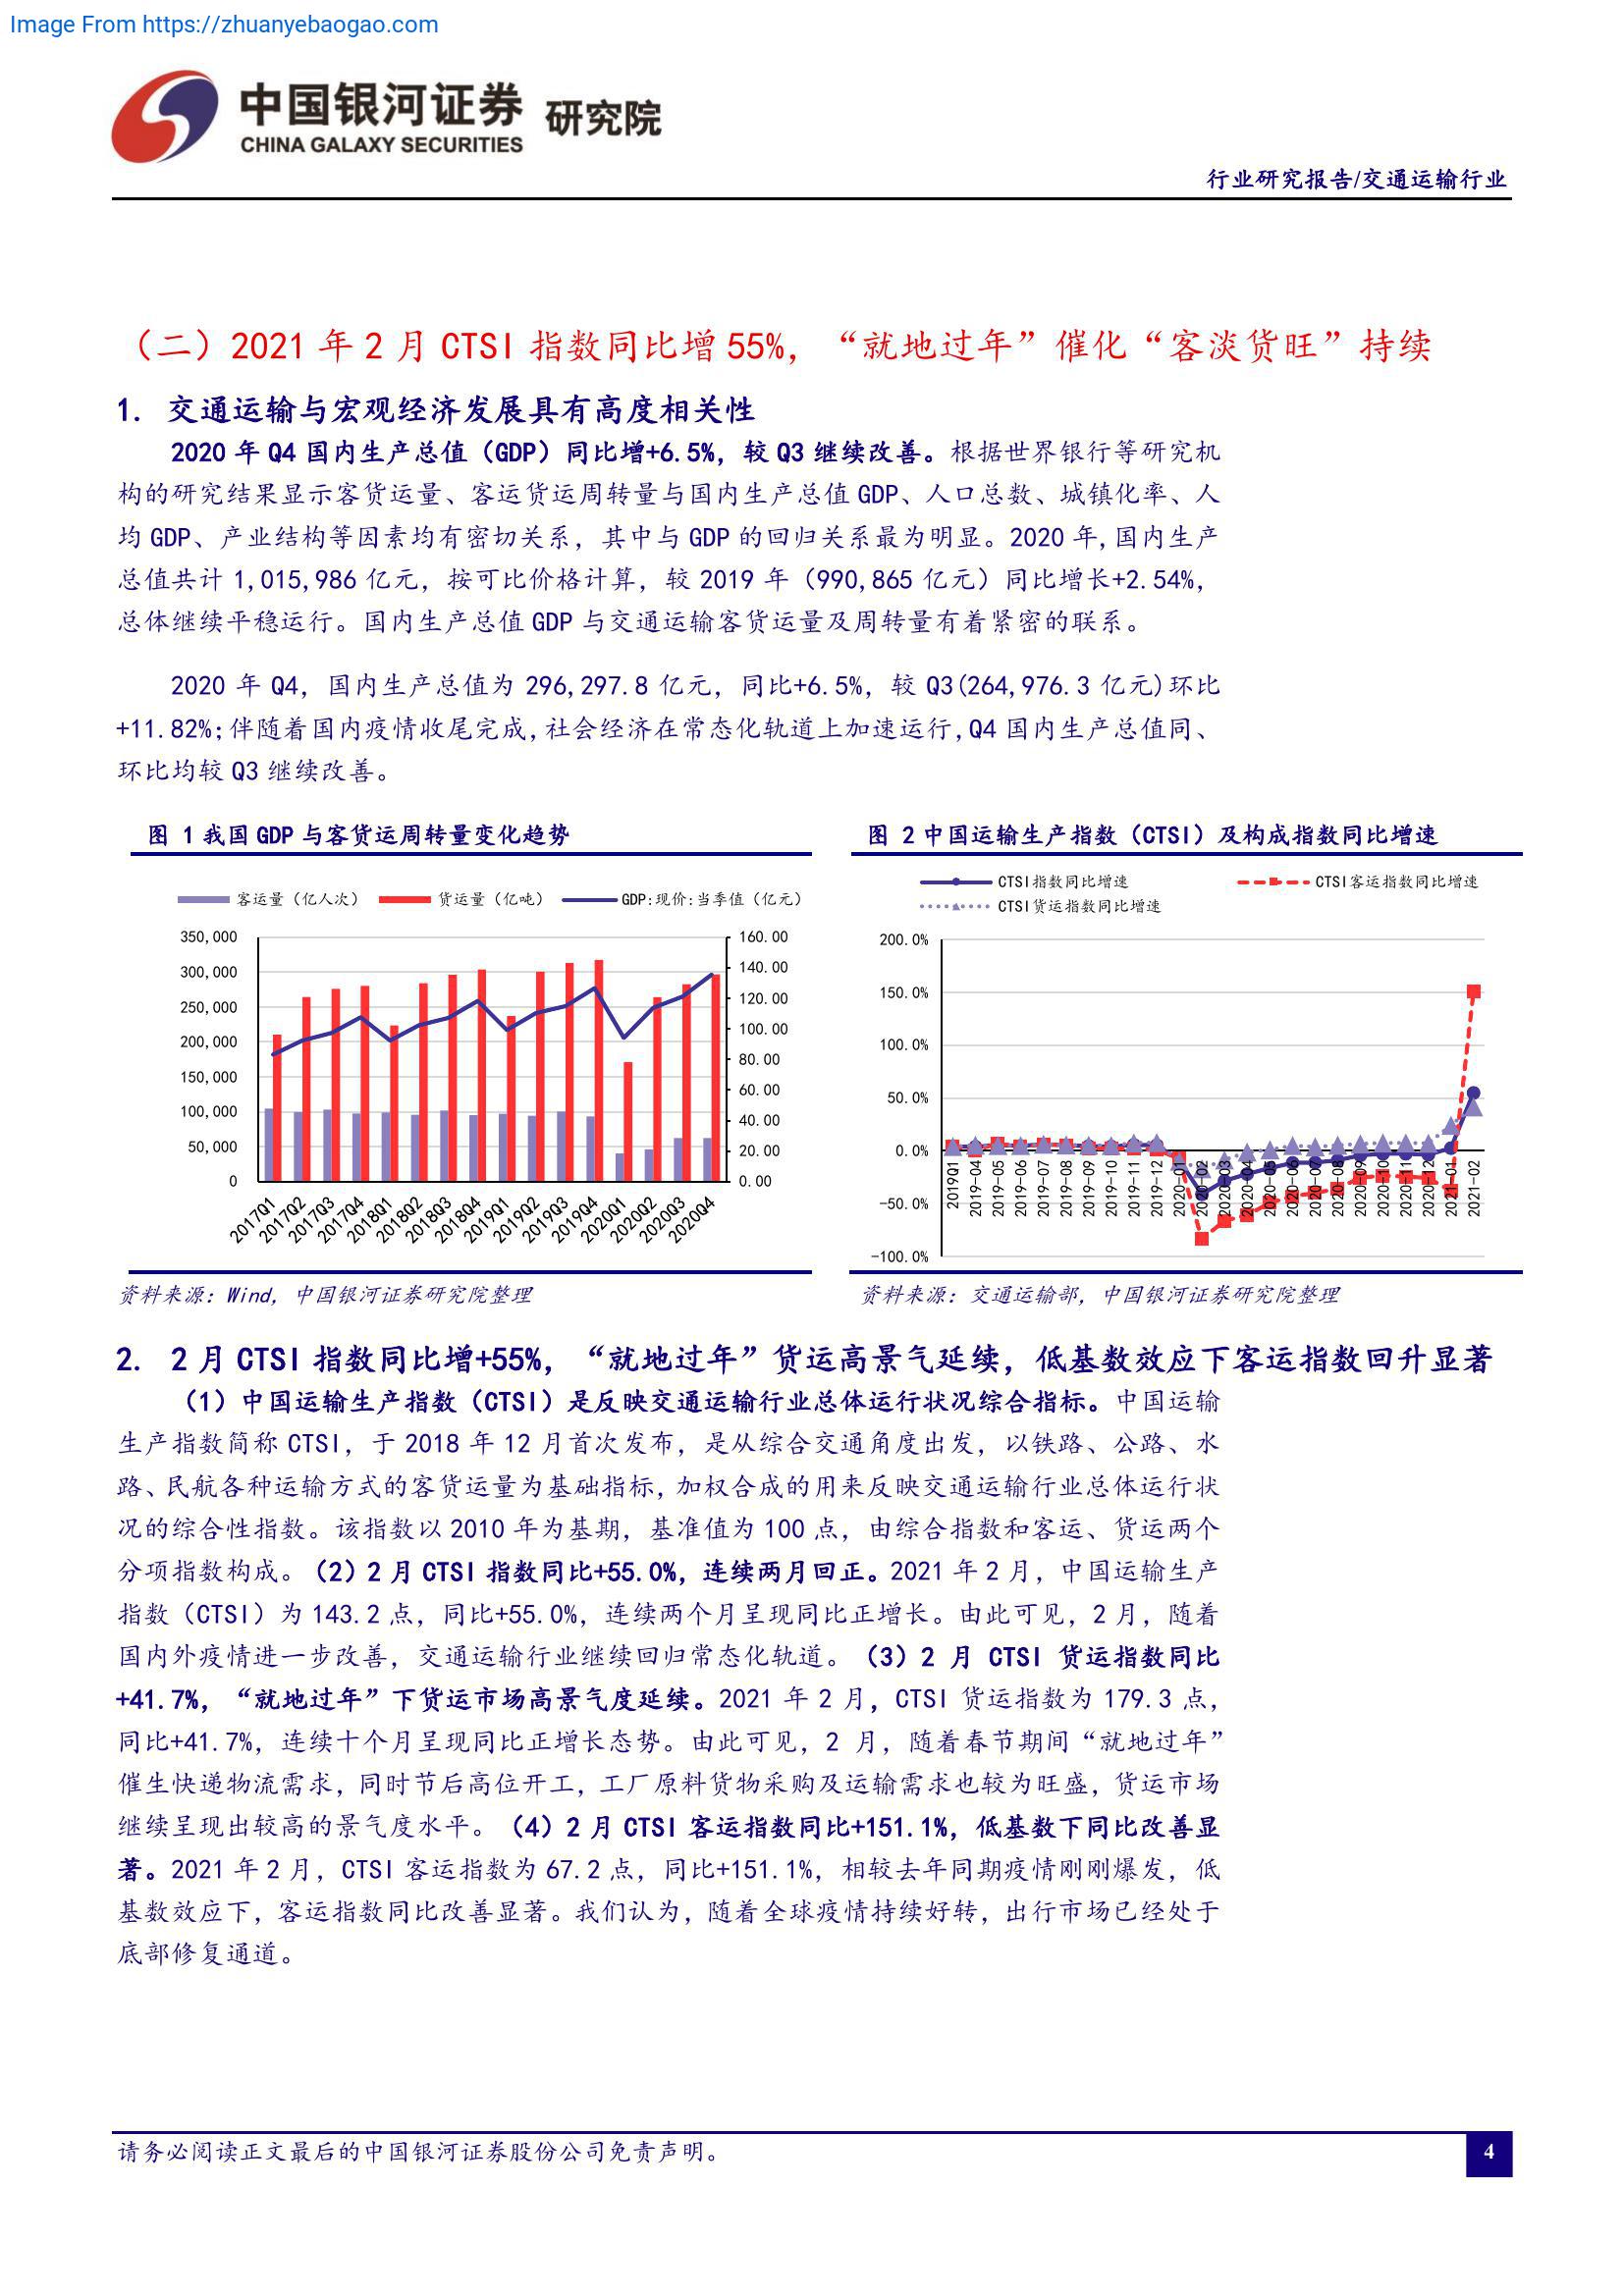 Image From https://zhuanyebaogao.com
中国银河证券 研究院
CHINA GALAXY SECURITIES
行业研究报告/交通运输行业
（二）2021 年 2 月 CTSI 指数同比增 55%，“就地过年”催化“客淡货旺”持续
1. 交通运输与宏观经济发展具有高度相关性
2020 年 Q4 国内生产总值（GDP）同比增+6.5%，较 Q3 继续改善。根据世界银行等研究机
构的研究结果显示客货运量、客运货运周转量与国内生产总值 GDP、人口总数、城镇化率、人
均 GDP、产业结构等因素均有密切关系，其中与 GDP 的回归关系最为明显。2020 年,国内生产
总值共计 1,015,986 亿元，按可比价格计算，较 2019 年（990,865 亿元）同比增长+2.54%，
总体继续平稳运行。国内生产总值 GDP 与交通运输客货运量及周转量有着紧密的联系。
2020 年 Q4，国内生产总值为 296,297.8 亿元，同比+6.5%，较 Q3(264,976.3 亿元)环比
+11.82%;伴随着国内疫情收尾完成,社会经济在常态化轨道上加速运行,Q4 国内生产总值同、
环比均较 Q3 继续改善。
图 1 我国 GDP 与客货运周转量变化趋势
客运量（亿人次） 货运量（亿吨） GDP:现价:当季值（亿元）
350,000
300,000
250,000
200,000
150,000
100,000
50,000
0
160.00
140.00
120.00
100.00
80.00
60.00
40.00
20.00
0.00
2017Q1 2017Q2 2017Q3 2017Q4 2018Q1 2018Q2 2018Q3 2018Q4 2019Q1 2019Q2 2019Q3 2019Q4 2020Q1 2020Q2 2020Q3 2020Q4
资料来源：Wind, 中国银河证券研究院整理
图 2 中国运输生产指数（CTSI）及构成指数同比增速
CTSI指数同比增速 CTSI客运指数同比增速
CTSI货运指数同比增速
200.0%
150.0%
100.0%
50.0%
0.0%
-50.0%
-100.0%
2019Q1 2019-04 2019-05 2019-06 2019-07 2019-08 2019-09 2019-10 2019-11 2019-12 2020-01 2020-02 2020-03 2020-04 2020-05 2020-06 2020-07 2020-08 2020-09 2020-10 2020-11 2020-12 2021-01 2021-02
资料来源：交通运输部, 中国银河证券研究院整理
2. 2 月 CTSI 指数同比增+55%，“就地过年”货运高景气延续，低基数效应下客运指数回升显著
（1）中国运输生产指数（CTSI）是反映交通运输行业总体运行状况综合指标。中国运输
生产指数简称 CTSI，于 2018 年 12 月首次发布，是从综合交通角度出发，以铁路、公路、水
路、民航各种运输方式的客货运量为基础指标,加权合成的用来反映交通运输行业总体运行状
况的综合性指数。该指数以 2010 年为基期，基准值为 100 点，由综合指数和客运、货运两个
分项指数构成。（2）2 月 CTSI 指数同比+55.0%，连续两月回正。2021 年 2 月，中国运输生产
指数（CTSI）为 143.2 点，同比+55.0%，连续两个月呈现同比正增长。由此可见，2 月，随着
国内外疫情进一步改善，交通运输行业继续回归常态化轨道。（3）2 月 CTSI 货运指数同比
+41.7%，“就地过年”下货运市场高景气度延续。2021 年 2 月，CTSI 货运指数为 179.3 点，
同比+41.7%，连续十个月呈现同比正增长态势。由此可见，2 月，随着春节期间“就地过年”
催生快递物流需求，同时节后高位开工，工厂原料货物采购及运输需求也较为旺盛，货运市场
继续呈现出较高的景气度水平。（4）2 月 CTSI 客运指数同比+151.1%，低基数下同比改善显
著。2021 年 2 月，CTSI 客运指数为 67.2 点，同比+151.1%，相较去年同期疫情刚刚爆发，低
基数效应下，客运指数同比改善显著。我们认为，随着全球疫情持续好转，出行市场已经处于
底部修复通道。
请务必阅读正文最后的中国银河证券股份公司免责声明。
4